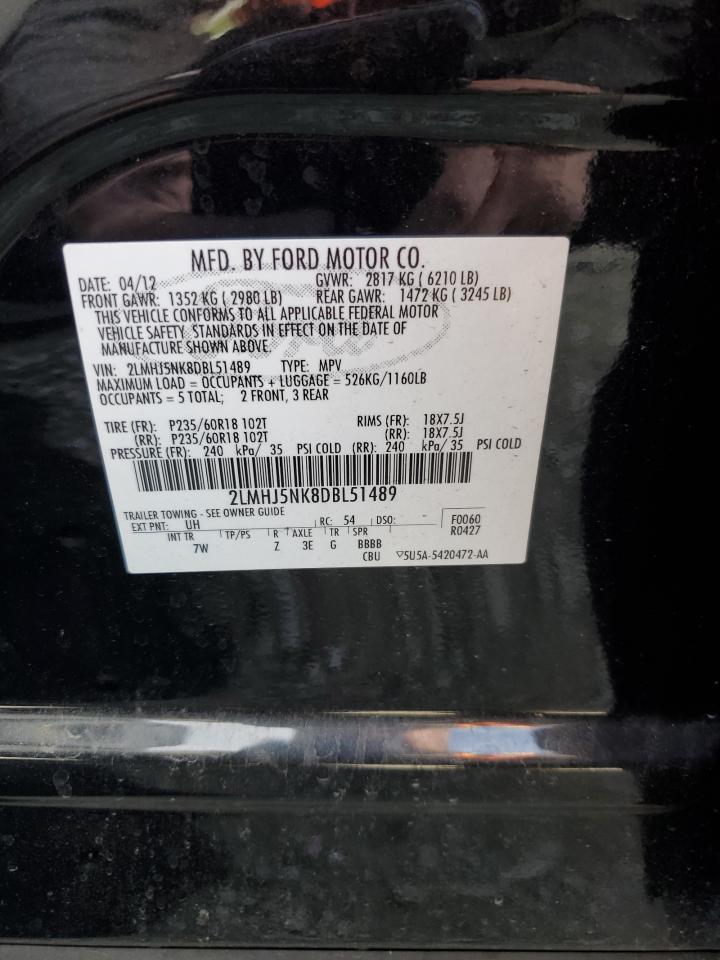 MFD. BY FORD MOTOR CO.
DATE: 04/12 GVWR: 2817 KG ( 6210 LB)
FRONT GAWR: 1352 KG ( 2980 LB) REAR GAWR: 1472 KG ( 3245 LB)
THIS VEHICLE CONFORMS TO ALL APPLICABLE FEDERAL MOTOR
VEHICLE SAFETY. STANDARDS IN EFFECT ON THE DATE OF
MANUFACTURE SHOWN ABOVE.
VIN: 2LMHJ5NK8DBL51489 TYPE: MPV
MAXIMUM LOAD = OCCUPANTS + LUGGAGE = 526KG/1160LB
OCCUPANTS = 5 TOTAL; 2 FRONT, 3 REAR
TIRE (FR): P235/60R18 102T RIMS (FR): 18X7.5J
(RR): P235/60R18 102T (RR): 18X7.5J
PRESSURE (FR): 240 kPa/ 35 PSI COLD (RR): 240 kPa/ 35 PSI COLD
2LMHJ5NK8DBL51489
TRAILER TOWING - SEE OWNER GUIDE
EXT PNT: UH RC: 54 DSO: F0060
INT TR TP/PS R AXLE TR SPR R0427
7W Z 3E G BBBB
CBU ▽5U5A-5420472-AA